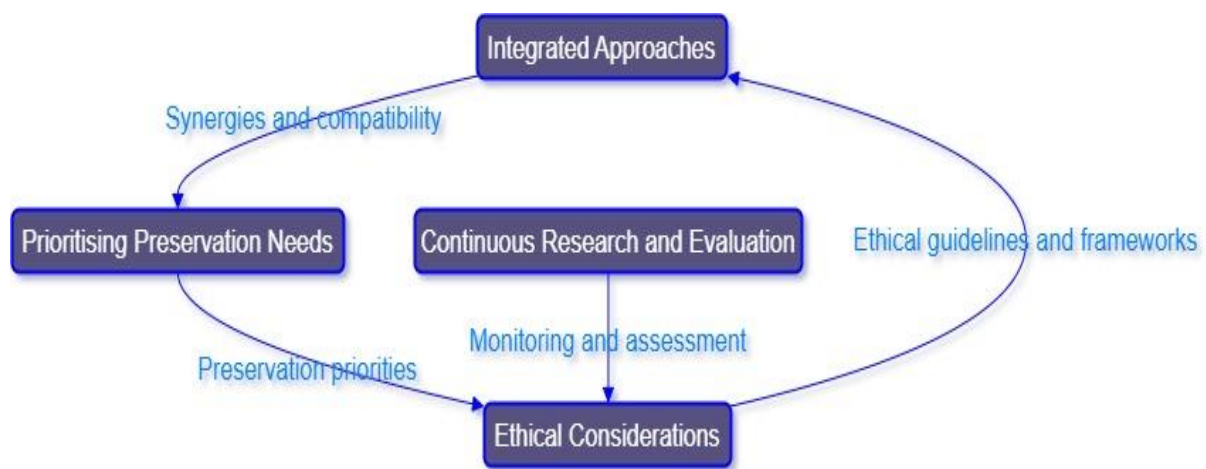 Integrated Approaches
Synergies and compatibility
Prioritising Preservation Needs
Continuous Research and Evaluation
Ethical guidelines and frameworks
Monitoring and assessment
Preservation priorities
Ethical Considerations